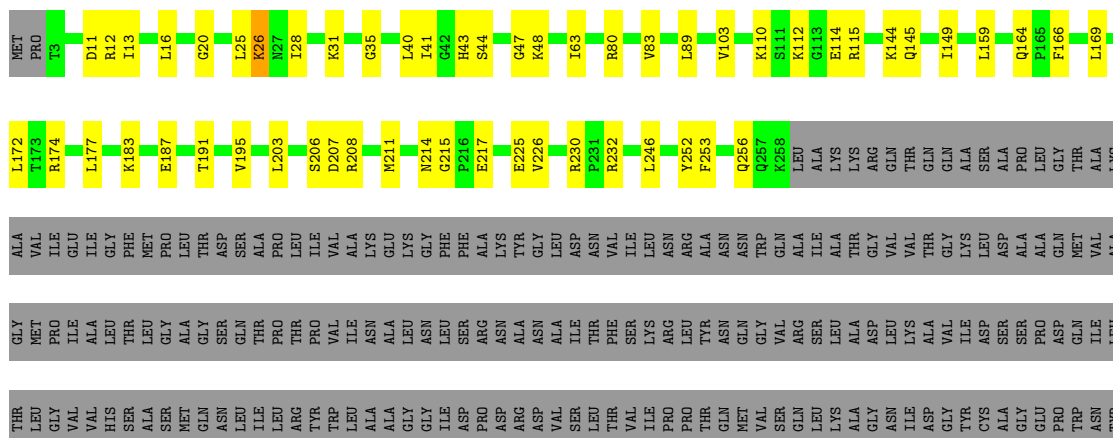 MET PRO T3 D11 R12 I13 L16 G20 L25 K26 N27 I28 K31 G35 L40 I41 G42 H43 S44 G47 K48 I63 R80 V83 L89 V103 K110 S111 K112 G113 E114 R115 K144 Q145 I149 L159 Q164 P165 F166 L169
L172 T173 R174 L177 K183 E187 T191 V195 L203 S206 D207 R208 M211 N214 G215 P216 E217 E225 V226 R230 P231 R232 L246 Y252 F253 Q256 Q257 K258 LEU ALA LYS LYS ARG GLN THR GLN GLN ALA SER ALA PRO LEU GLY THR ALA
ALA VAL ILE GLU ILE GLY PHE MET PRO LEU THR ASP SER ALA PRO LEU ILE VAL ALA LYS GLU LYS GLY PHE PHE ALA LYS TYR GLY LEU ASP ASN VAL ILE LEU ASN ARG ALA ASN ASN TRP GLN ALA ILE ALA THR GLY VAL VAL THR GLY LYS LEU ASP ALA ALA GLN MET VAL ALA
GLY MET PRO ILE ALA LEU THR LEU GLY ALA GLY SER GLN THR PRO THR PRO VAL ILE ASN ALA LEU ASN LEU SER ARG ASN ALA ASN ALA ILE THR PHE SER LYS ARG LEU TYR ASN GLN GLY VAL ARG SER LEU ALA ASP LEU LYS ALA VAL ILE ASP SER SER PRO ASP GLN ILE LEU
THR LEU GLY VAL VAL HIS SER ALA SER MET GLN ASN LEU ILE LEU ARG TYR TRP LEU ALA ALA GLY GLY ILE ASP PRO ASP ARG ASP VAL SER LEU THR VAL ILE PRO PRO THR GLN MET VAL SER GLN LEU LYS ALA GLY ASN ILE ASP GLY TYR CYS ALA GLY GLU PRO TRP ASN